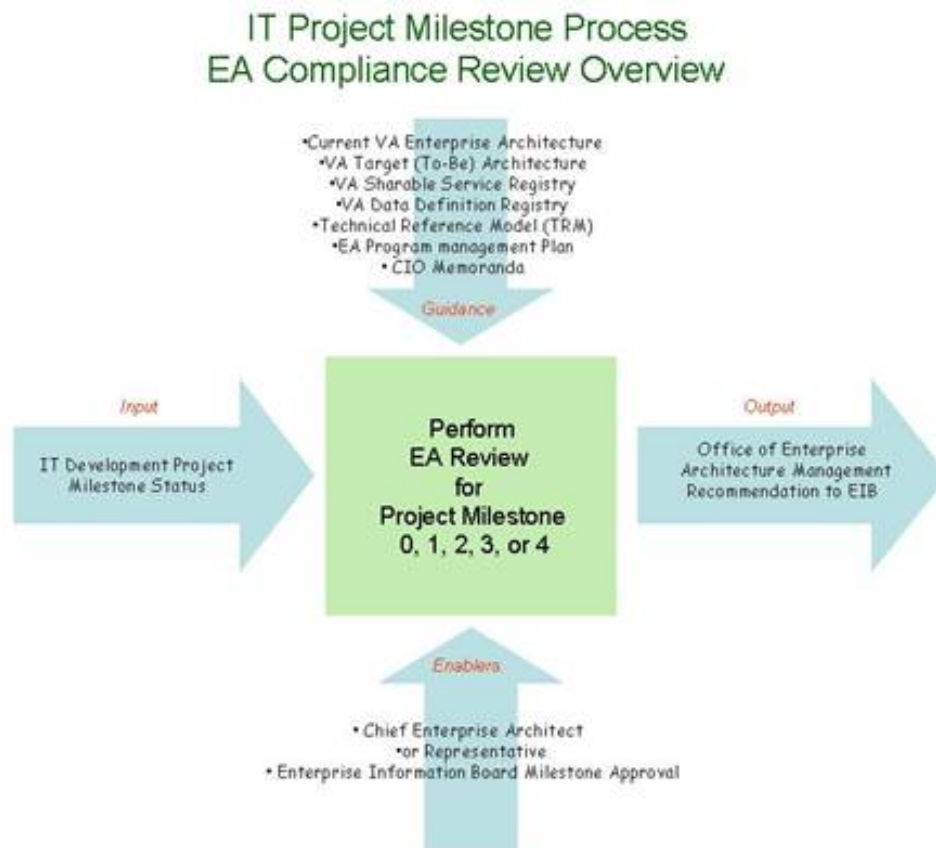 IT Project Milestone Process
EA Compliance Review Overview
•Current VA Enterprise Architecture
•VA Target (To-Be) Architecture
•VA Sharable Service Registry
•VA Data Definition Registry
•Technical Reference Model (TRM)
•EA Program management Plan
• CIO Memoranda
Guidance
Input
IT Development Project
Milestone Status
Perform
EA Review
for
Project Milestone
0, 1, 2, 3, or 4
Output
Office of Enterprise
Architecture Management
Recommendation to EIB
Enablers
• Chief Enterprise Architect
•or Representative
• Enterprise Information Board Milestone Approval